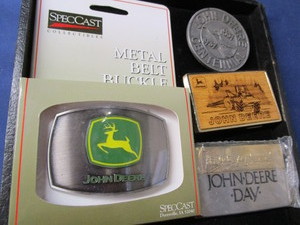 SPECCAST
COLLECTIBLES
METAL
BELT
BUCKLE
JOHN DEERE
SPECCAST
JOHN DEERE
JOHN DEERE
JOHN·DEERE
·DAY·